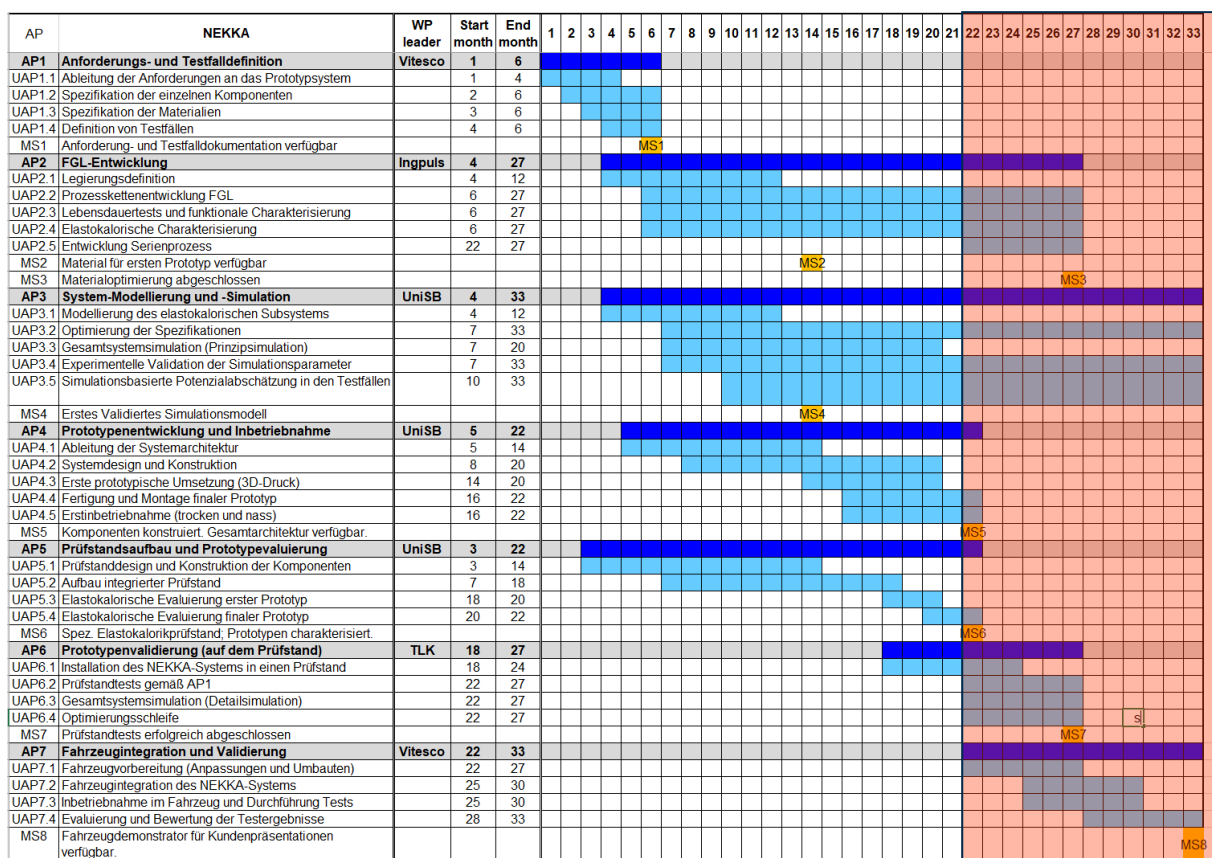 AP NEKKA WP leader Start month End month 1 2 3 4 5 6 7 8 9 10 11 12 13 14 15 16 17 18 19 20 21 22 23 24 25 26 27 28 29 30 31 32 33
AP1 Anforderungs- und Testfalldefinition Vitesco 1 6
UAP1.1 Ableitung der Anforderungen an das Prototypsystem 1 4
UAP1.2 Spezifikation der einzelnen Komponenten 2 6
UAP1.3 Spezifikation der Materialien 3 6
UAP1.4 Definition von Testfällen 4 6
MS1 Anforderung- und Testfalldokumentation verfügbar MS1
AP2 FGL-Entwicklung Ingpuls 4 27
UAP2.1 Legierungsdefinition 4 12
UAP2.2 Prozesskettenentwicklung FGL 6 27
UAP2.3 Lebensdauertests und funktionale Charakterisierung 6 27
UAP2.4 Elastokalorische Charakterisierung 6 27
UAP2.5 Entwicklung Serienprozess 22 27
MS2 Material für ersten Prototyp verfügbar MS2
MS3 Materialoptimierung abgeschlossen MS3
AP3 System-Modellierung und -Simulation UniSB 4 33
UAP3.1 Modellierung des elastokalorischen Subsystems 4 12
UAP3.2 Optimierung der Spezifikationen 7 33
UAP3.3 Gesamtsystemsimulation (Prinzipsimulation) 7 20
UAP3.4 Experimentelle Validation der Simulationsparameter 7 33
UAP3.5 Simulationsbasierte Potenzialabschätzung in den Testfällen 10 33
MS4 Erstes Validiertes Simulationsmodell MS4
AP4 Prototypenentwicklung und Inbetriebnahme UniSB 5 22
UAP4.1 Ableitung der Systemarchitektur 5 14
UAP4.2 Systemdesign und Konstruktion 8 20
UAP4.3 Erste prototypische Umsetzung (3D-Druck) 14 20
UAP4.4 Fertigung und Montage finaler Prototyp 16 22
UAP4.5 Erstinbetriebnahme (trocken und nass) 16 22
MS5 Komponenten konstruiert. Gesamtarchitektur verfügbar. MS5
AP5 Prüfstandsaufbau und Prototypevaluierung UniSB 3 22
UAP5.1 Prüfstanddesign und Konstruktion der Komponenten 3 14
UAP5.2 Aufbau integrierter Prüfstand 7 18
UAP5.3 Elastokalorische Evaluierung erster Prototyp 18 20
UAP5.4 Elastokalorische Evaluierung finaler Prototyp 20 22
MS6 Spez. Elastokalorikprüfstand; Prototypen charakterisiert. MS6
AP6 Prototypenvalidierung (auf dem Prüfstand) TLK 18 27
UAP6.1 Installation des NEKKA-Systems in einen Prüfstand 18 24
UAP6.2 Prüfstandtests gemäß AP1 22 27
UAP6.3 Gesamtsystemsimulation (Detailsimulation) 22 27
UAP6.4 Optimierungsschleife 22 27 s
MS7 Prüfstandtests erfolgreich abgeschlossen MS7
AP7 Fahrzeugintegration und Validierung Vitesco 22 33
UAP7.1 Fahrzeugvorbereitung (Anpassungen und Umbauten) 22 27
UAP7.2 Fahrzeugintegration des NEKKA-Systems 25 30
UAP7.3 Inbetriebnahme im Fahrzeug und Durchführung Tests 25 30
UAP7.4 Evaluierung und Bewertung der Testergebnisse 28 33
MS8 Fahrzeugdemonstrator für Kundenpräsentationen
verfügbar. MS8